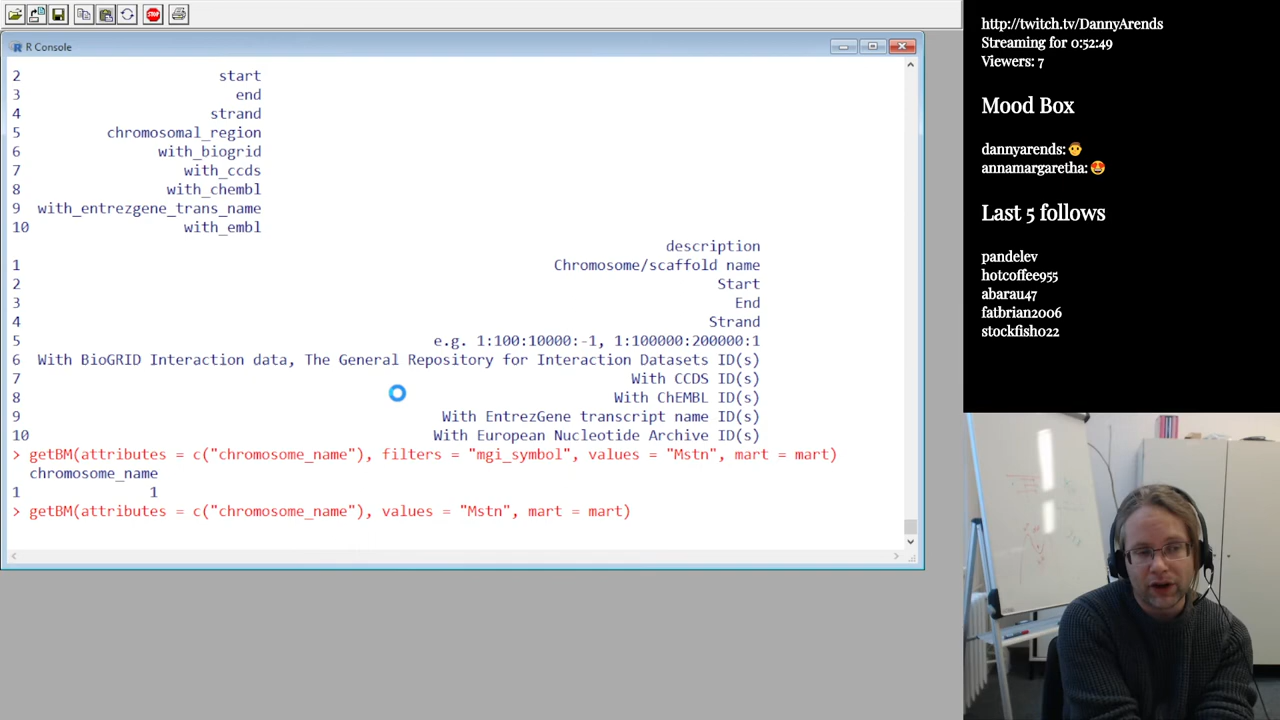 R Console
2 start
3 end
4 strand
5 chromosomal_region
6 with_biogrid
7 with_ccds
8 with_chembl
9 with_entrezgene_trans_name
10 with_embl
description
1 Chromosome/scaffold name
2 Start
3 End
4 Strand
5 e.g. 1:100:10000:-1, 1:100000:200000:1
6 With BioGRID Interaction data, The General Repository for Interaction Datasets ID(s)
7 With CCDS ID(s)
8 With ChEMBL ID(s)
9 With EntrezGene transcript name ID(s)
10 With European Nucleotide Archive ID(s)
> getBM(attributes = c("chromosome_name"), filters = "mgi_symbol", values = "Mstn", mart = mart)
chromosome_name
1 1
> getBM(attributes = c("chromosome_name"), values = "Mstn", mart = mart)
http://twitch.tv/DannyArends
Streaming for 0:52:49
Viewers: 7
Mood Box
dannyarends:
annamargaretha:
Last 5 follows
pandelev
hotcoffee955
abarau47
fatbrian2006
stockfish022
STOP